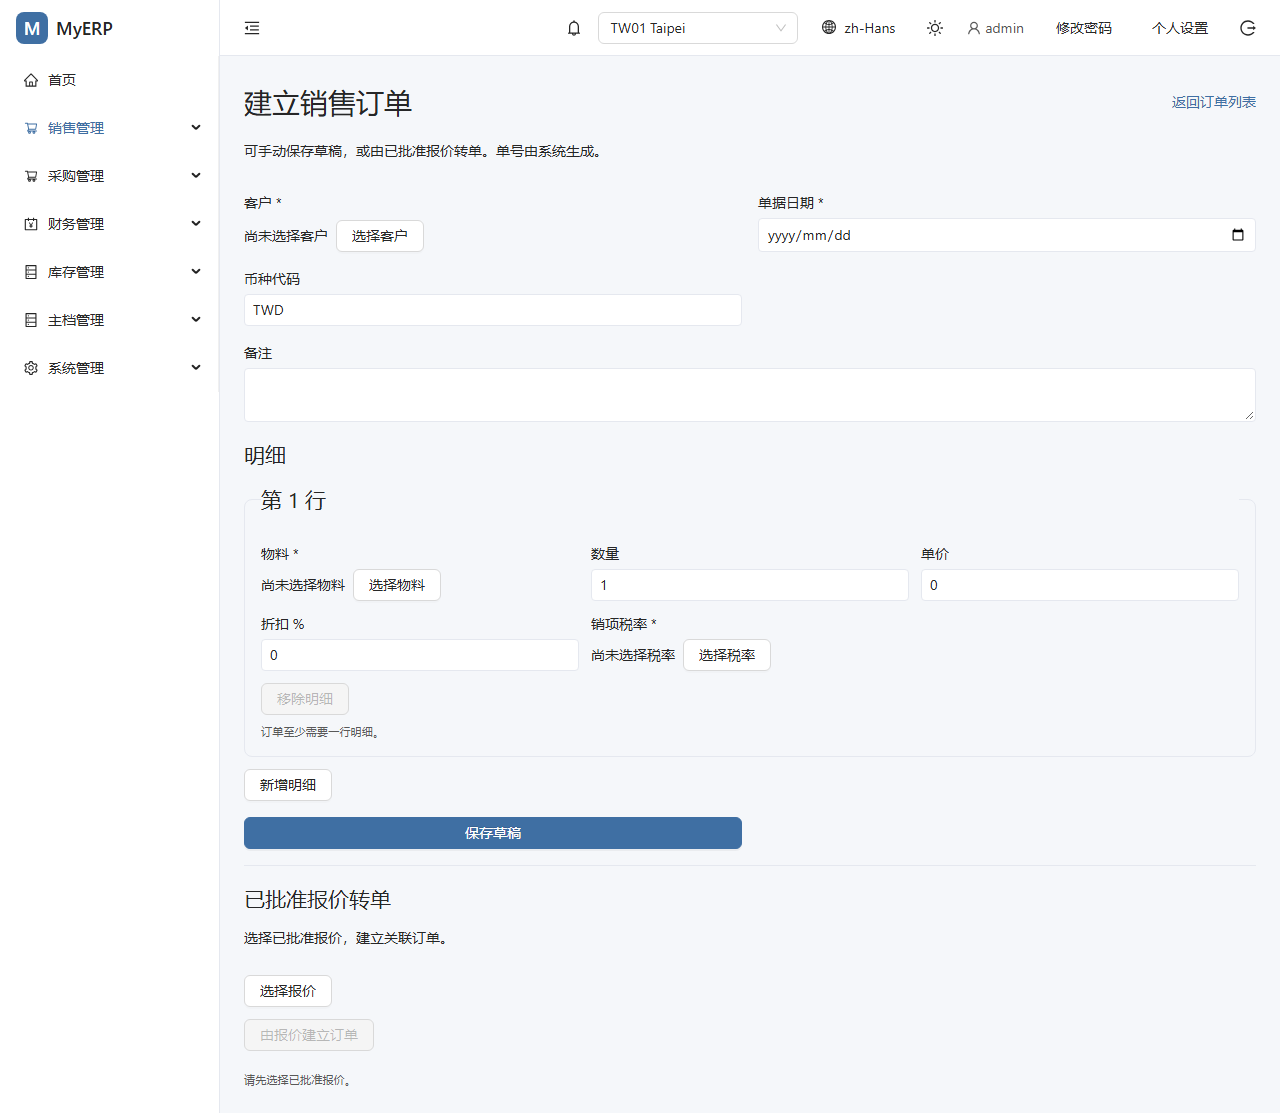 M MyERP
TW01 Taipei
zh-Hans
admin
修改密码
个人设置
首页
销售管理
采购管理
财务管理
库存管理
主档管理
系统管理
建立销售订单
返回订单列表
可手动保存草稿，或由已批准报价转单。单号由系统生成。
客户 *
单据日期 *
尚未选择客户 选择客户
yyyy/mm/dd
币种代码
TWD
备注
明细
第 1 行
物料 * 数量 单价
尚未选择物料 选择物料 1 0
折扣 % 销项税率 *
0 尚未选择税率 选择税率
移除明细
订单至少需要一行明细。
新增明细
保存草稿
已批准报价转单
选择已批准报价，建立关联订单。
选择报价
由报价建立订单
请先选择已批准报价。